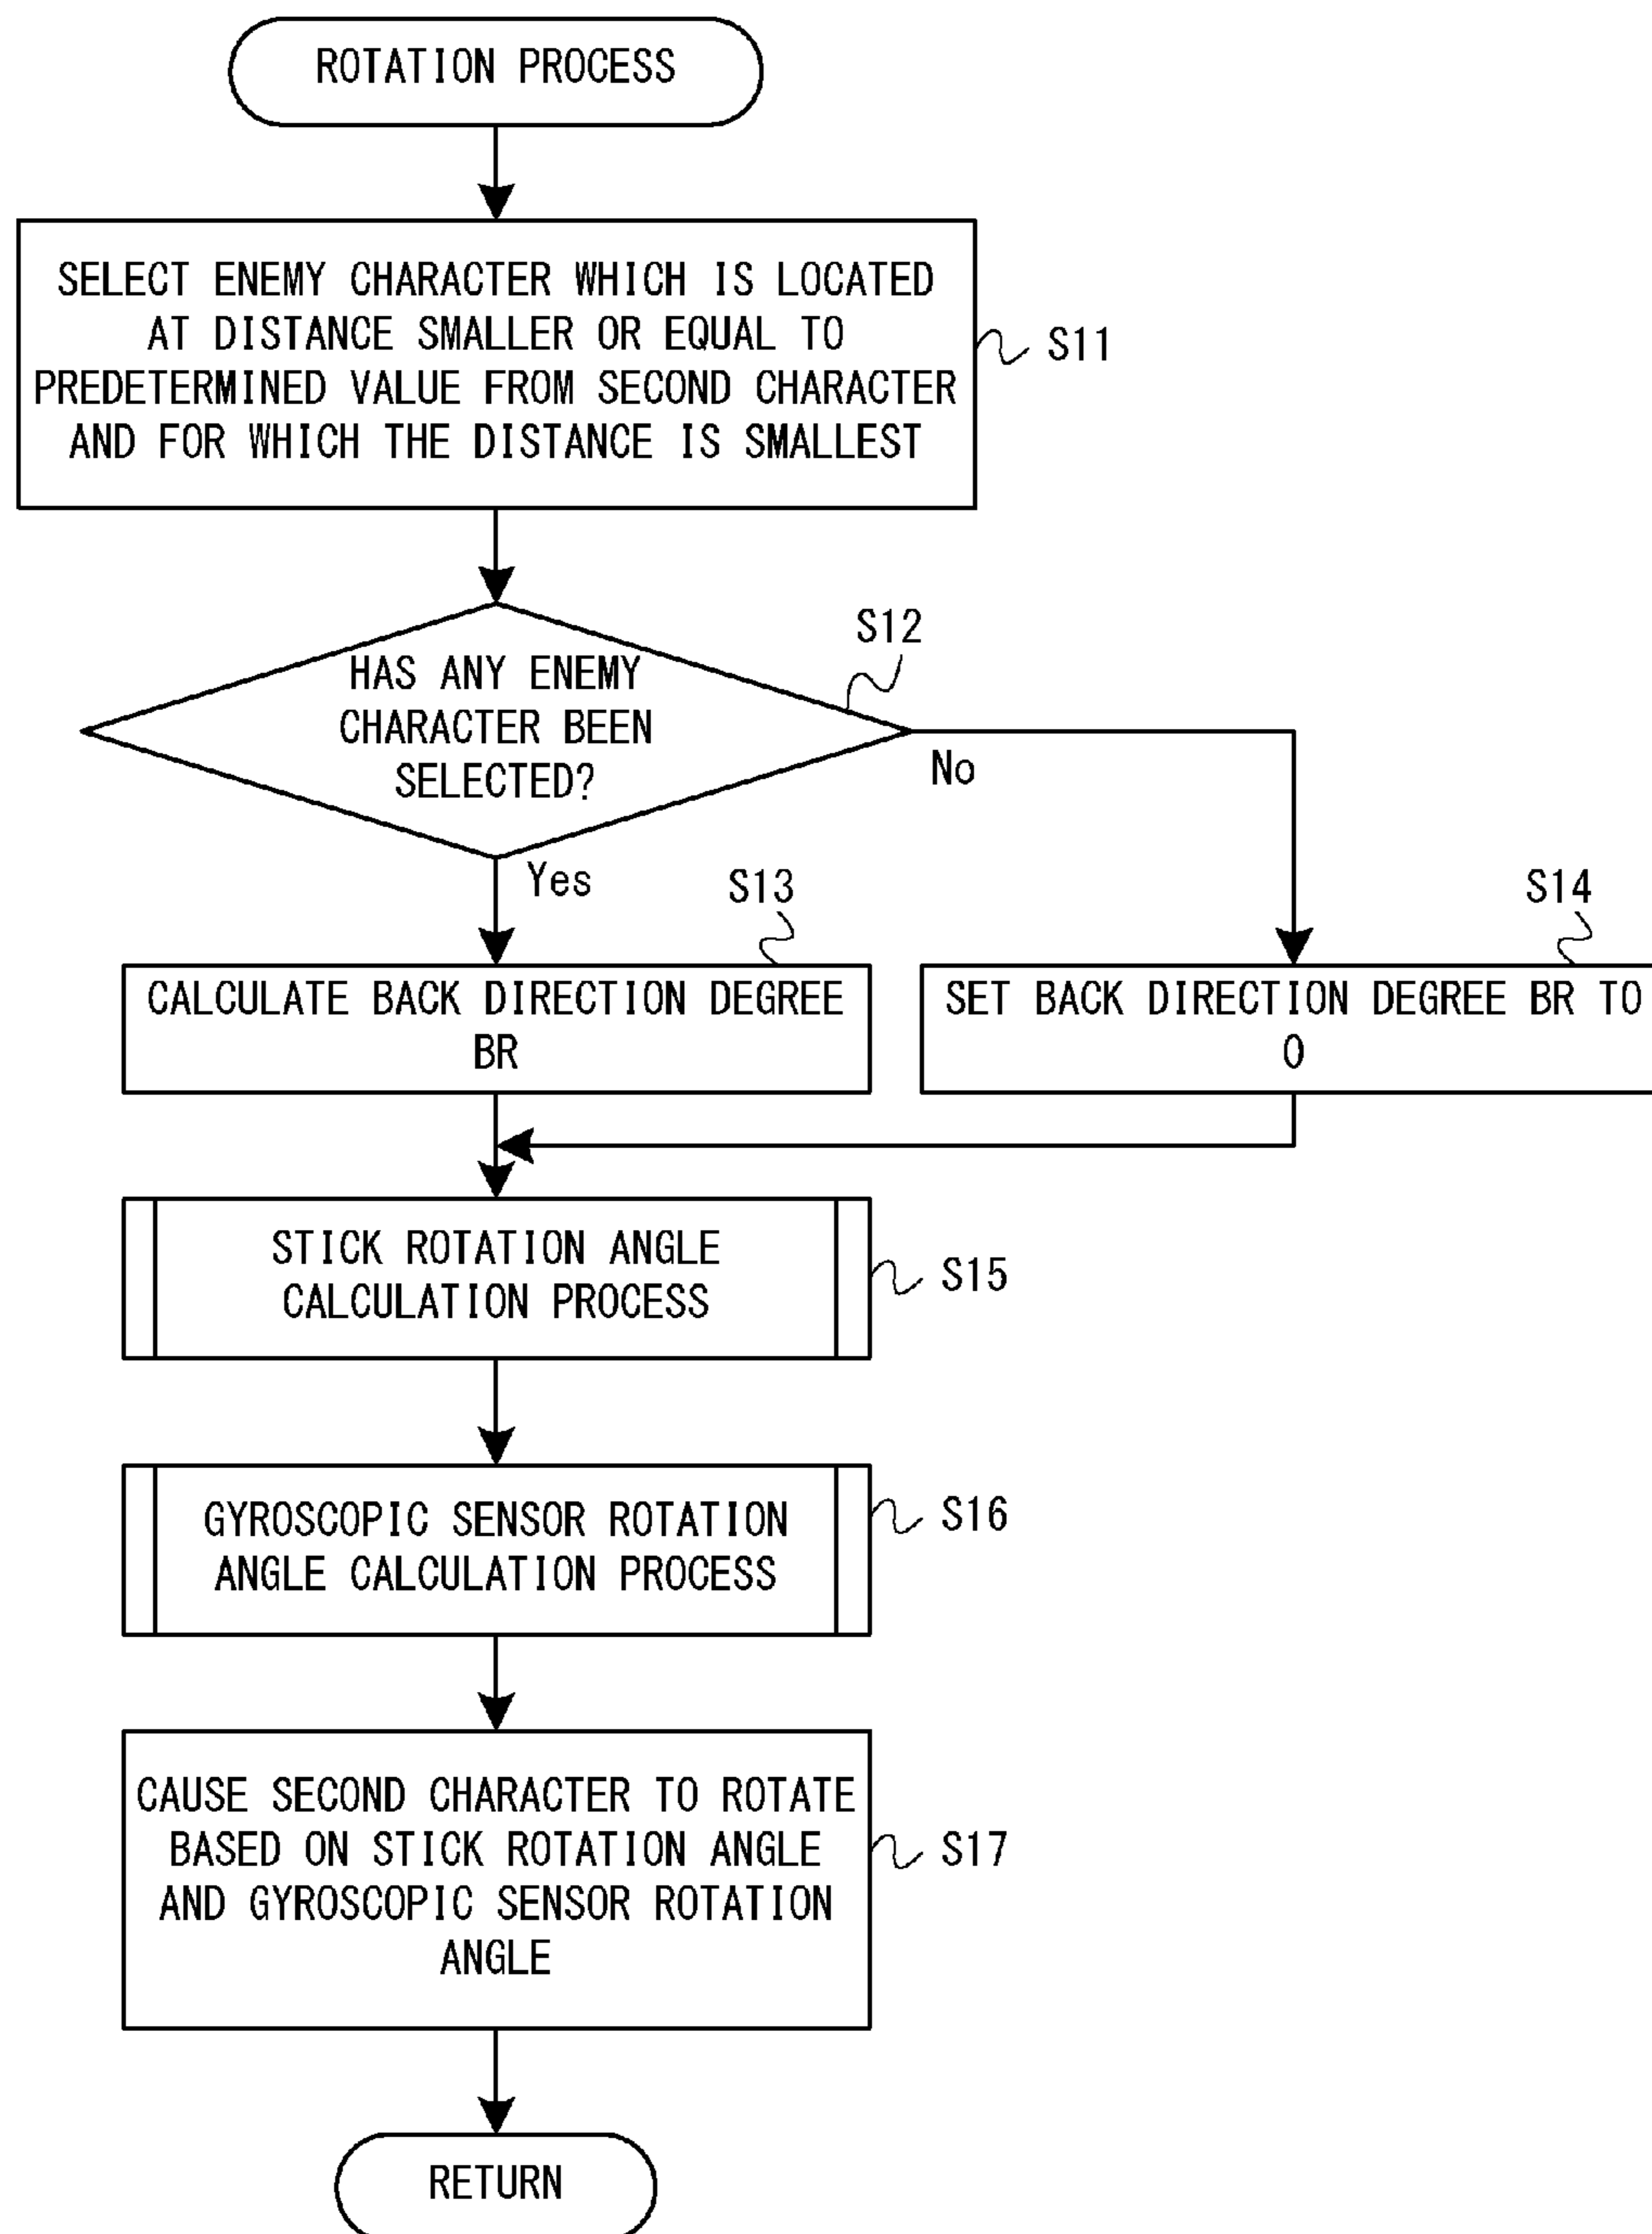 ROTATION PROCESS
SELECT ENEMY CHARACTER WHICH IS LOCATED
AT DISTANCE SMALLER OR EQUAL TO
PREDETERMINED VALUE FROM SECOND CHARACTER
AND FOR WHICH THE DISTANCE IS SMALLEST
S11
S12
HAS ANY ENEMY
CHARACTER BEEN
SELECTED?
No
Yes
S13
S14
CALCULATE BACK DIRECTION DEGREE
BR
SET BACK DIRECTION DEGREE BR TO
0
STICK ROTATION ANGLE
CALCULATION PROCESS
S15
GYROSCOPIC SENSOR ROTATION
ANGLE CALCULATION PROCESS
S16
CAUSE SECOND CHARACTER TO ROTATE
BASED ON STICK ROTATION ANGLE
AND GYROSCOPIC SENSOR ROTATION
ANGLE
S17
RETURN